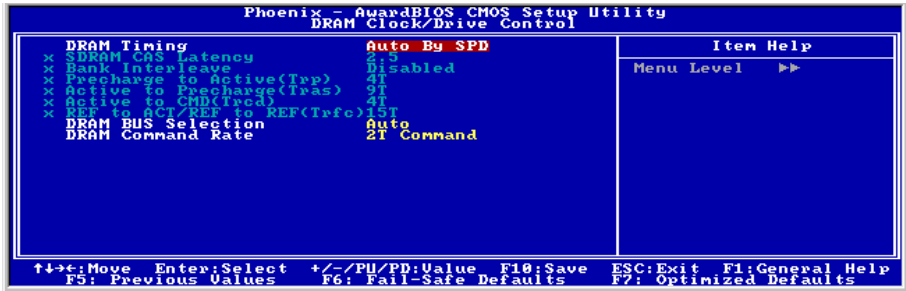 Phoenix - AwardBIOS CMOS Setup Utility
DRAM Clock/Drive Control
DRAM Timing Auto By SPD
x SDRAM CAS Latency 2.5
x Bank Interleave Disabled
x Precharge to Active(Trp) 4T
x Active to Precharge(Tras) 9T
x Active to CMD(Trcd) 4T
x REF to ACT/REF to REF(Trfc)15T
DRAM BUS Selection Auto
DRAM Command Rate 2T Command
Item Help
Menu Level ▶▶
↑↓→←:Move Enter:Select +/-/PU/PD:Value F10:Save ESC:Exit F1:General Help
F5: Previous Values F6: Fail-Safe Defaults F7: Optimized Defaults